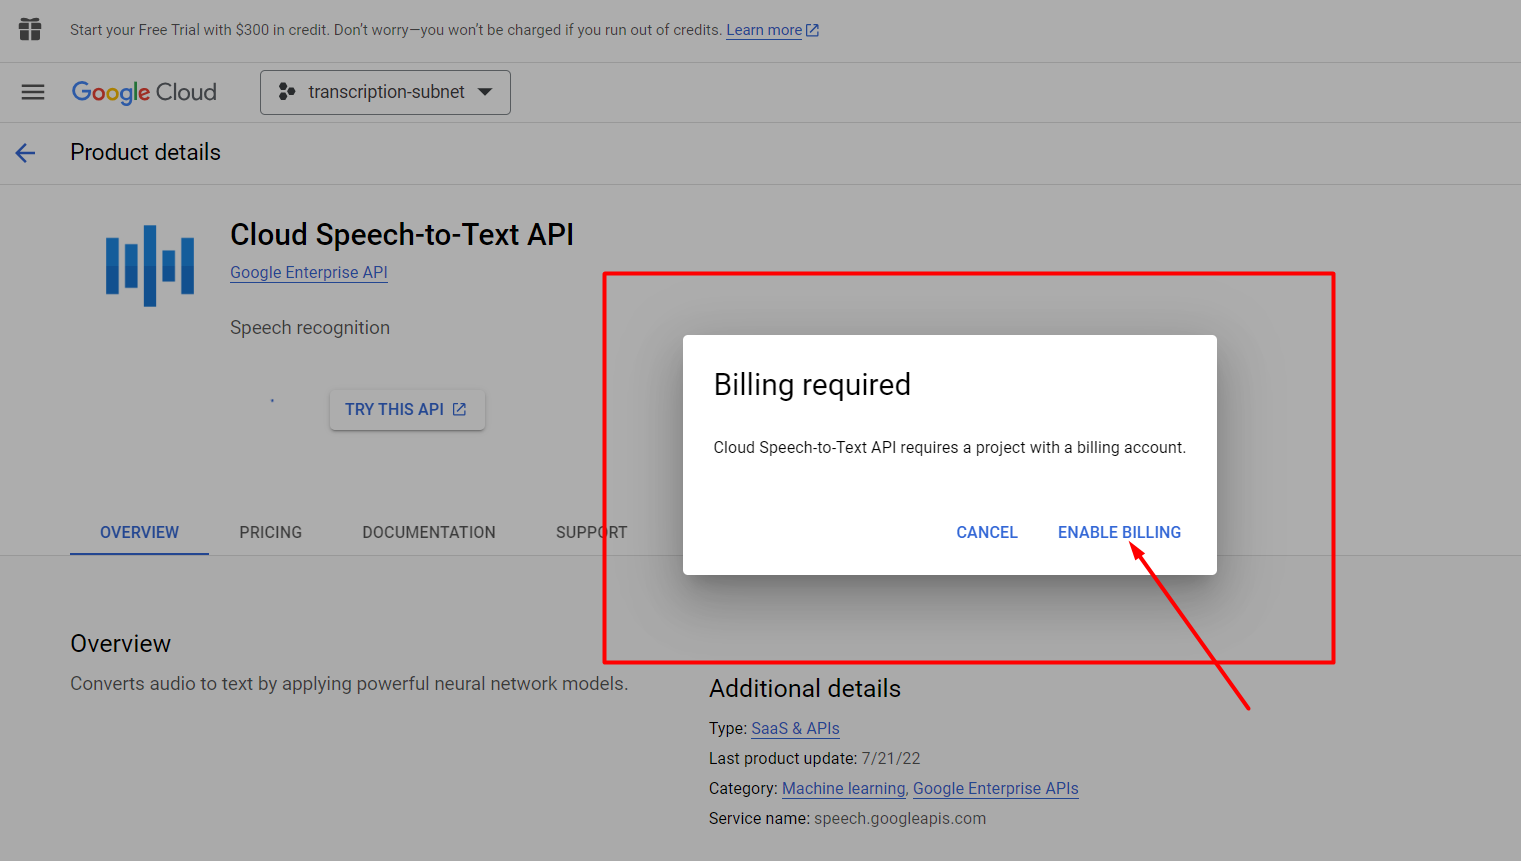 Start your Free Trial with $300 in credit. Don’t worry—you won’t be charged if you run out of credits. Learn more
Google Cloud
transcription-subnet
Product details
Cloud Speech-to-Text API
Google Enterprise API
Speech recognition
TRY THIS API
Billing required
Cloud Speech-to-Text API requires a project with a billing account.
CANCEL ENABLE BILLING
OVERVIEW PRICING DOCUMENTATION SUPPORT
Overview
Converts audio to text by applying powerful neural network models.
Additional details
Type: SaaS & APIs
Last product update: 7/21/22
Category: Machine learning, Google Enterprise APIs
Service name: speech.googleapis.com